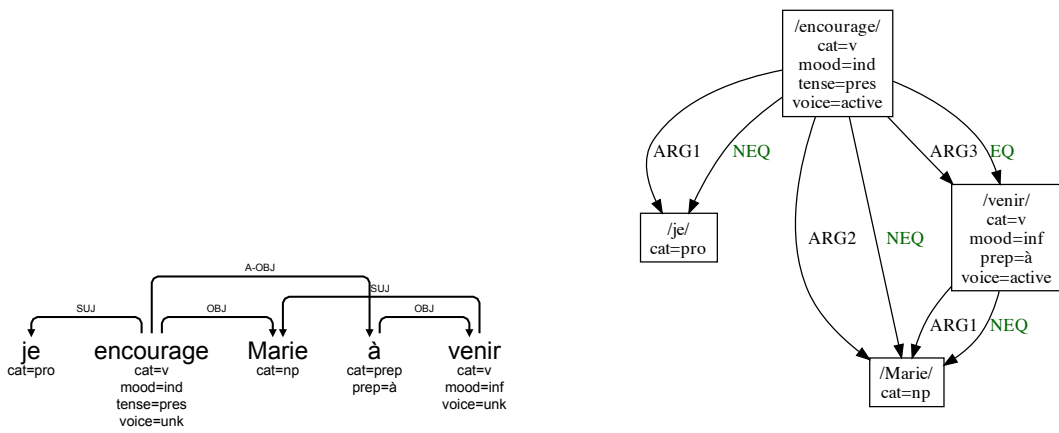 A-OBJ
SUJ
SUJ OBJ OBJ
je encourage Marie à venir
cat=pro cat=v cat=np cat=prep cat=v
mood=ind prep=à mood=inf
tense=pres voice=unk
voice=unk
/encourage/
cat=v
mood=ind
tense=pres
voice=active
ARG1 NEQ ARG3 EQ
/je/
cat=pro
ARG2 NEQ
/venir/
cat=v
mood=inf
prep=à
voice=active
ARG1 NEQ
/Marie/
cat=np